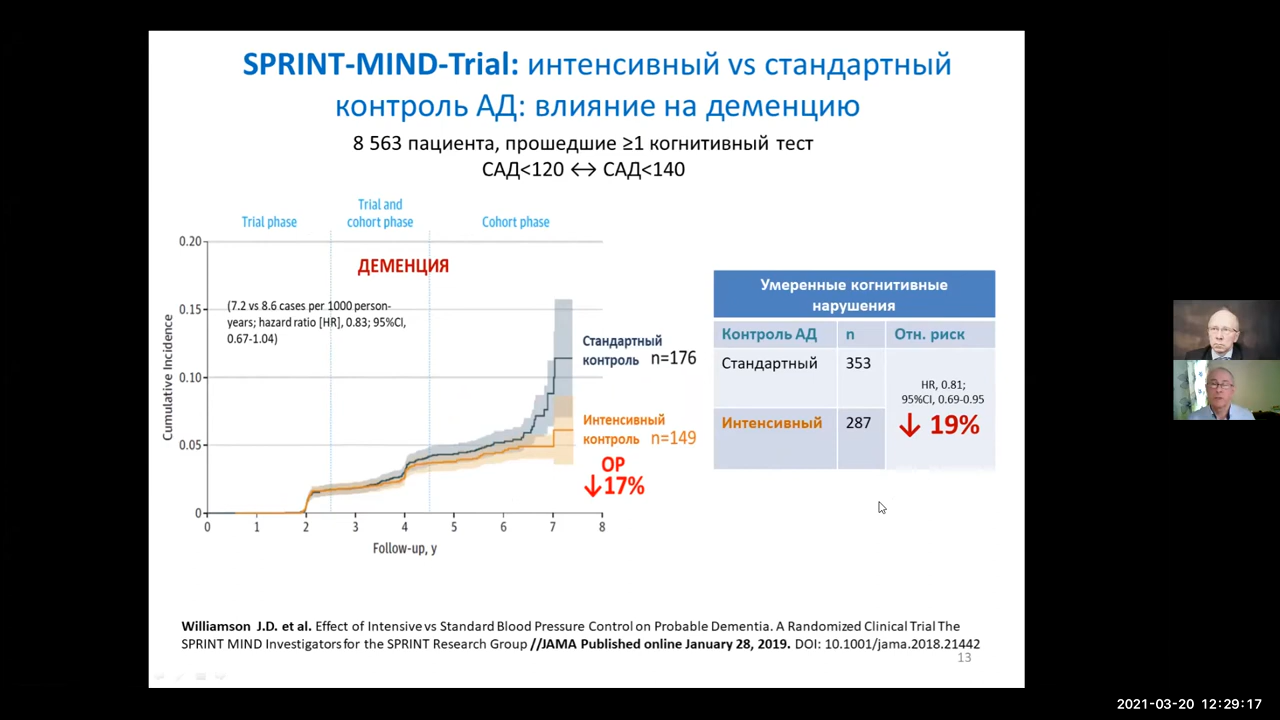 SPRINT-MIND-Trial: интенсивный vs стандартный
контроль АД: влияние на деменцию
8 563 пациента, прошедшие ≥1 когнитивный тест
САД<120 ↔ САД<140
Trial phase
Trial and
cohort phase
Cohort phase
0.20
0.15
0.10
0.05
0
Cumulative Incidence
ДЕМЕНЦИЯ
(7.2 vs 8.6 cases per 1000 person-
years; hazard ratio [HR], 0.83; 95%CI,
0.67-1.04)
Стандартный
контроль n=176
Интенсивный
контроль n=149
ОР
↓17%
0 1 2 3 4 5 6 7 8
Follow-up, y
Умеренные когнитивные
нарушения
Контроль АД n Отн. риск
Стандартный 353
HR, 0.81;
95%CI, 0.69-0.95
Интенсивный 287 ↓ 19%
Williamson J.D. et al. Effect of Intensive vs Standard Blood Pressure Control on Probable Dementia. A Randomized Clinical Trial The
SPRINT MIND Investigators for the SPRINT Research Group //JAMA Published online January 28, 2019. DOI: 10.1001/jama.2018.21442
13
2021-03-20 12:29:17